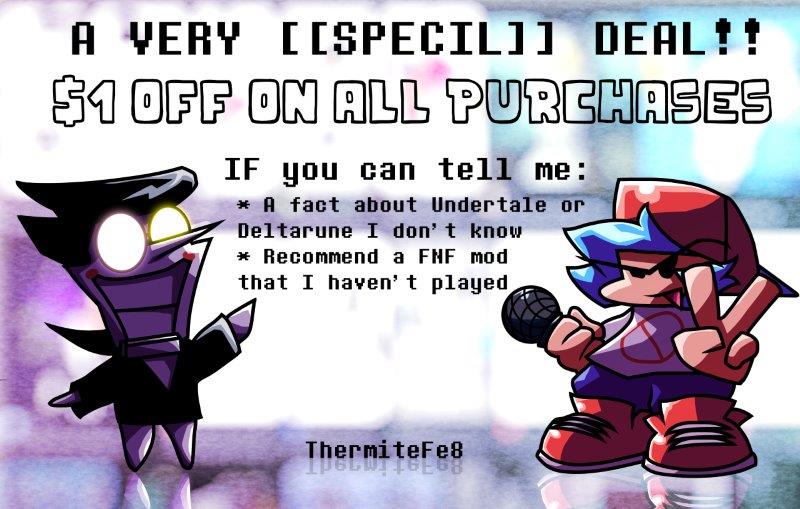 A VERY [[SPECIL]] DEAL!!
$1 OFF ON ALL PURCHASES
IF you can tell me:
* A fact about Undertale or
Deltarune I don't know
* Recommend a FNF mod
that I haven't played
ThermiteFe8